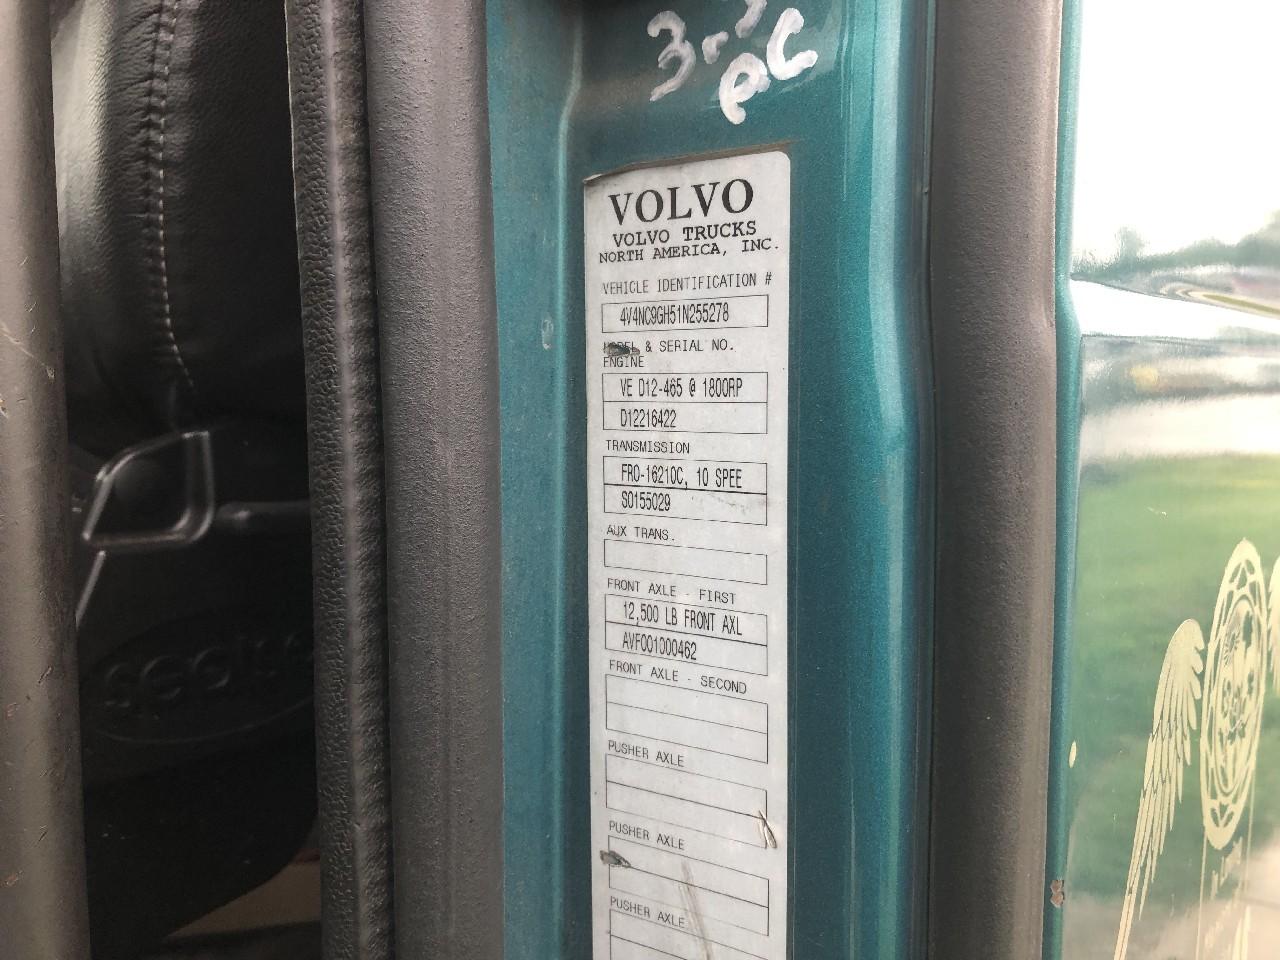 3-3
PC
VOLVO
VOLVO TRUCKS
NORTH AMERICA, INC.
VEHICLE IDENTIFICATION #
4V4NC9GH51N255278
MODEL & SERIAL NO.
ENGINE
VE D12-465 @ 1800RP
D12216422
TRANSMISSION
FRO-16210C, 10 SPEE
S0155029
AUX TRANS.
FRONT AXLE - FIRST
12,500 LB FRONT AXL
AVF001000462
FRONT AXLE - SECOND
PUSHER AXLE
PUSHER AXLE
PUSHER AXLE